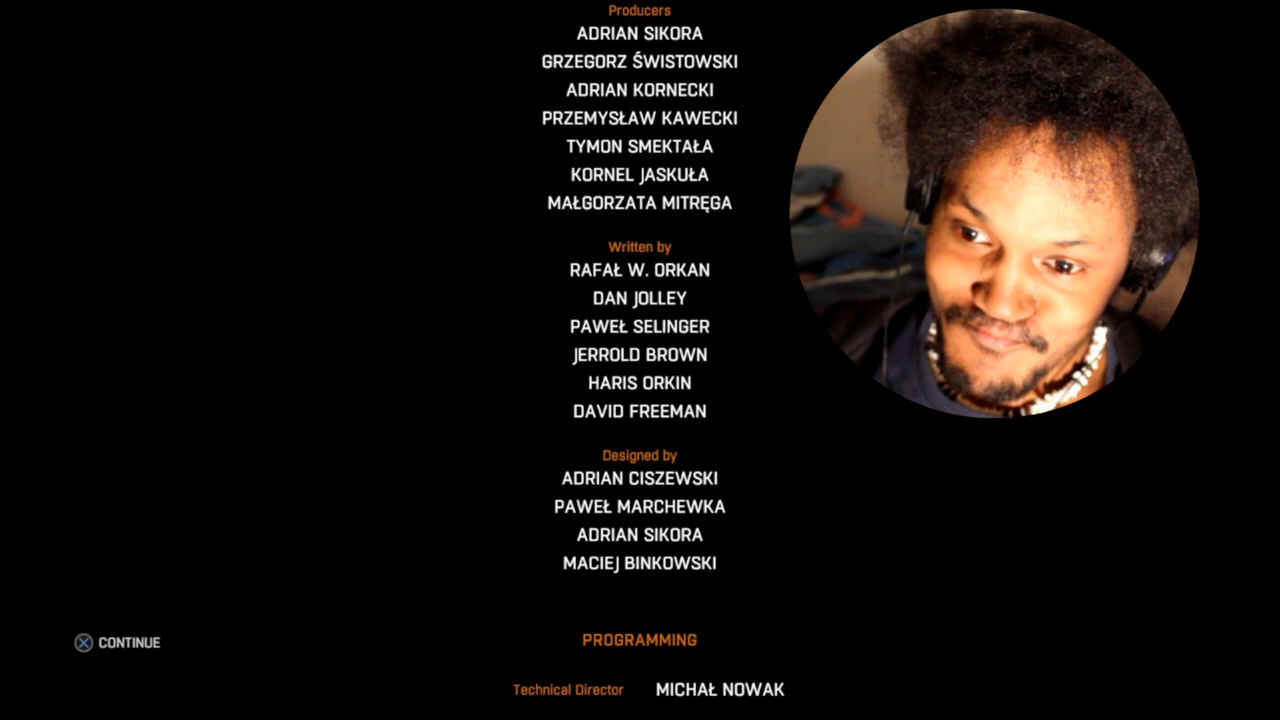 Producers
ADRIAN SIKORA
GRZEGORZ ŚWISTOWSKI
ADRIAN KORNECKI
PRZEMYSŁAW KAWECKI
TYMON SMEKTAŁA
KORNEL JASKUŁA
MAŁGORZATA MITRĘGA
Written by
RAFAŁ W. ORKAN
DAN JOLLEY
PAWEŁ SELINGER
JERROLD BROWN
HARIS ORKIN
DAVID FREEMAN
Designed by
ADRIAN CISZEWSKI
PAWEŁ MARCHEWKA
ADRIAN SIKORA
MACIEJ BINKOWSKI
CONTINUE
PROGRAMMING
Technical Director MICHAŁ NOWAK